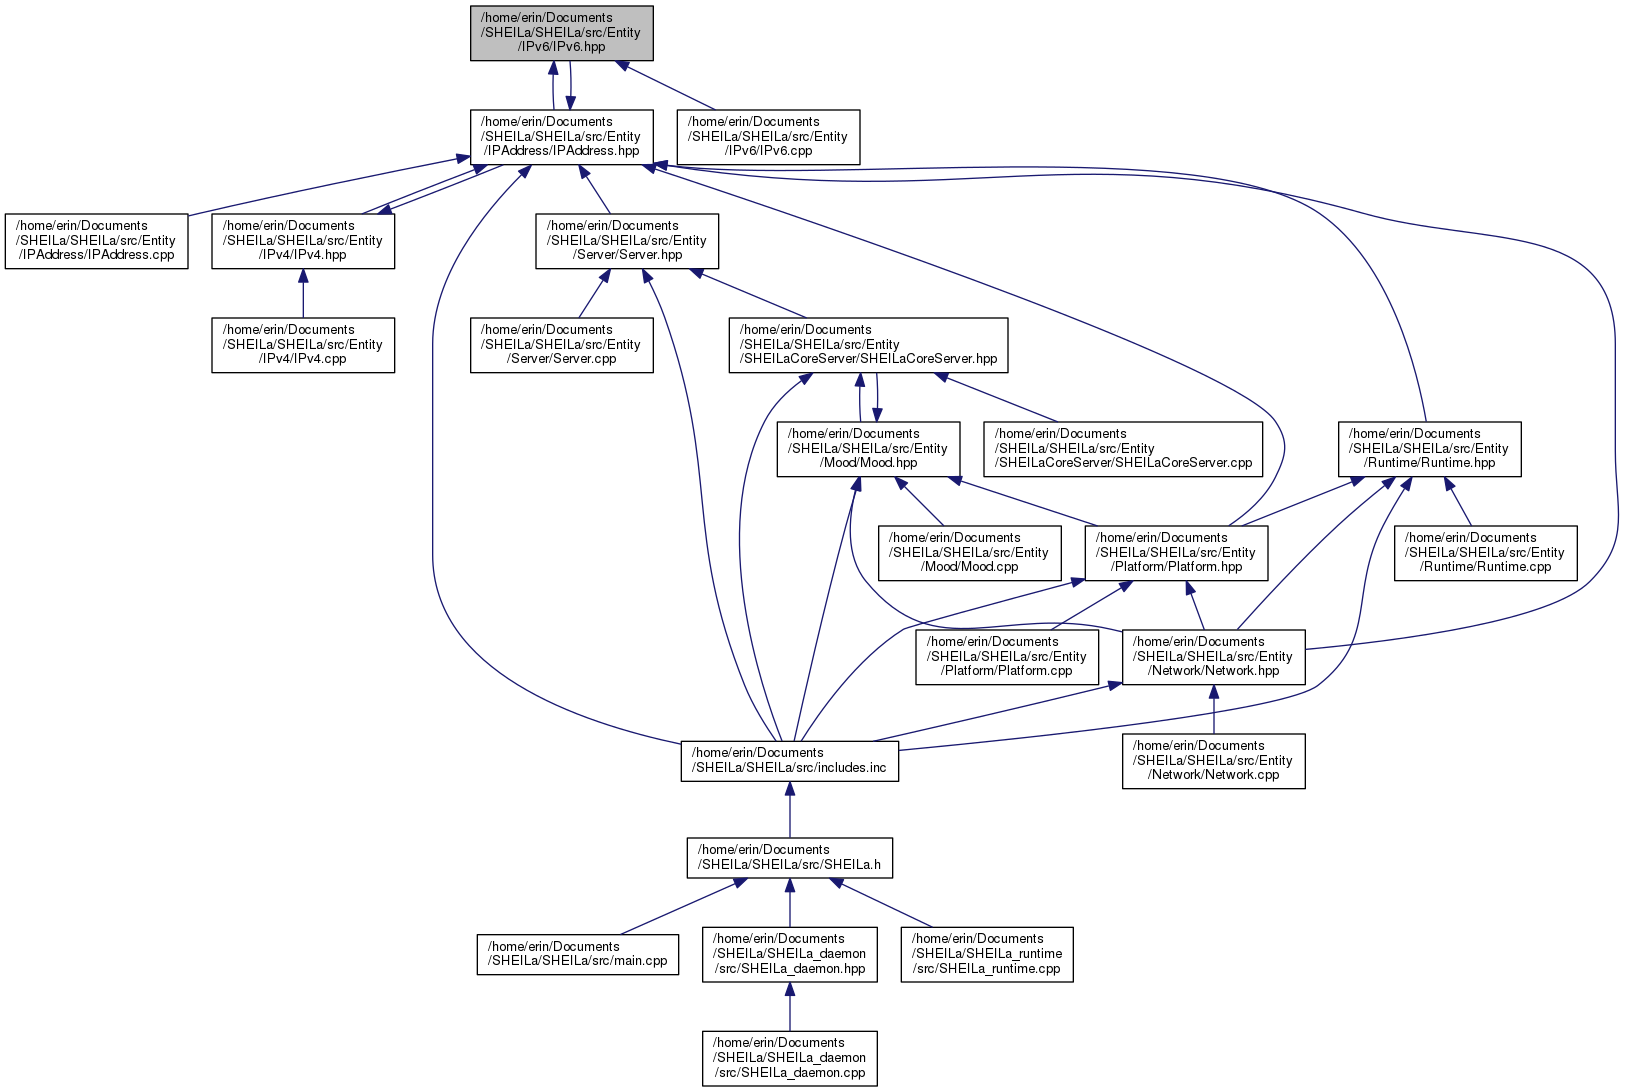 /home/erin/Documents
/SHEILa/SHEILa/src/Entity
/IPv6/IPv6.hpp
/home/erin/Documents
/SHEILa/SHEILa/src/Entity
/IPAddress/IPAddress.hpp
/home/erin/Documents
/SHEILa/SHEILa/src/Entity
/IPv6/IPv6.cpp
/home/erin/Documents
/SHEILa/SHEILa/src/Entity
/IPAddress/IPAddress.cpp
/home/erin/Documents
/SHEILa/SHEILa/src/Entity
/IPv4/IPv4.hpp
/home/erin/Documents
/SHEILa/SHEILa/src/Entity
/Server/Server.hpp
/home/erin/Documents
/SHEILa/SHEILa/src/Entity
/IPv4/IPv4.cpp
/home/erin/Documents
/SHEILa/SHEILa/src/Entity
/Server/Server.cpp
/home/erin/Documents
/SHEILa/SHEILa/src/Entity
/SHEILaCoreServer/SHEILaCoreServer.hpp
/home/erin/Documents
/SHEILa/SHEILa/src/Entity
/Mood/Mood.hpp
/home/erin/Documents
/SHEILa/SHEILa/src/Entity
/SHEILaCoreServer/SHEILaCoreServer.cpp
/home/erin/Documents
/SHEILa/SHEILa/src/Entity
/Runtime/Runtime.hpp
/home/erin/Documents
/SHEILa/SHEILa/src/Entity
/Mood/Mood.cpp
/home/erin/Documents
/SHEILa/SHEILa/src/Entity
/Platform/Platform.hpp
/home/erin/Documents
/SHEILa/SHEILa/src/Entity
/Runtime/Runtime.cpp
/home/erin/Documents
/SHEILa/SHEILa/src/Entity
/Platform/Platform.cpp
/home/erin/Documents
/SHEILa/SHEILa/src/Entity
/Network/Network.hpp
/home/erin/Documents
/SHEILa/SHEILa/src/includes.inc
/home/erin/Documents
/SHEILa/SHEILa/src/Entity
/Network/Network.cpp
/home/erin/Documents
/SHEILa/SHEILa/src/SHEILa.h
/home/erin/Documents
/SHEILa/SHEILa/src/main.cpp
/home/erin/Documents
/SHEILa/SHEILa_daemon
/src/SHEILa_daemon.hpp
/home/erin/Documents
/SHEILa/SHEILa_runtime
/src/SHEILa_runtime.cpp
/home/erin/Documents
/SHEILa/SHEILa_daemon
/src/SHEILa_daemon.cpp